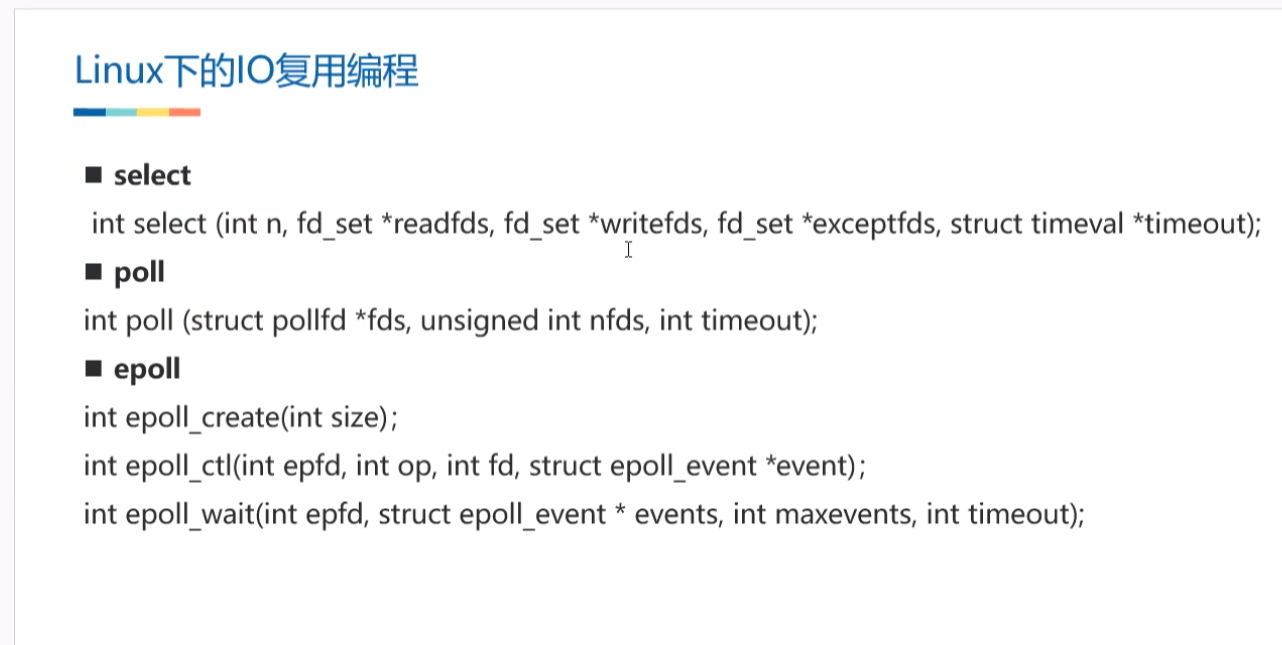 Linux下的IO复用编程
■ select
int select (int n, fd_set *readfds, fd_set *writefds, fd_set *exceptfds, struct timeval *timeout);
■ poll
int poll (struct pollfd *fds, unsigned int nfds, int timeout);
■ epoll
int epoll_create(int size);
int epoll_ctl(int epfd, int op, int fd, struct epoll_event *event);
int epoll_wait(int epfd, struct epoll_event * events, int maxevents, int timeout);